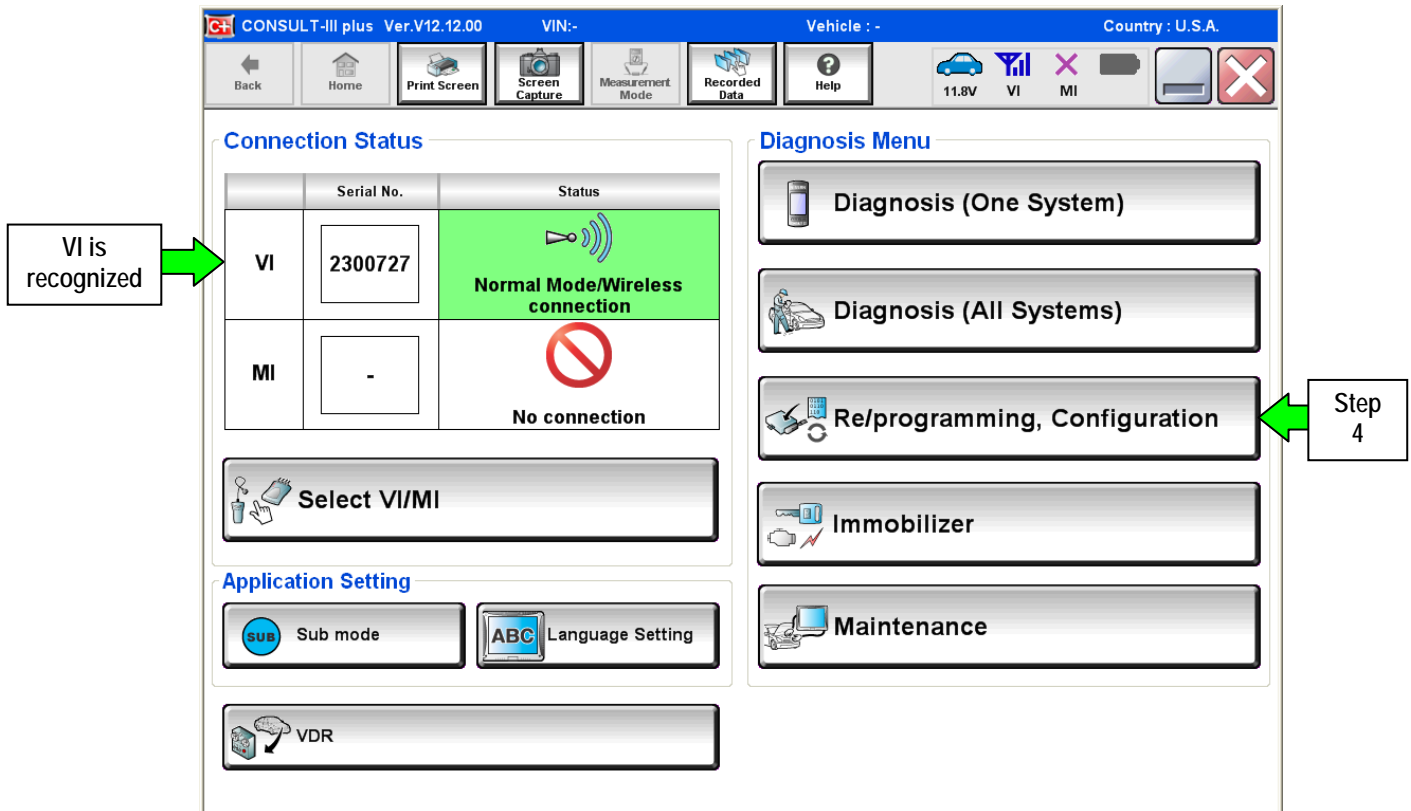 CONSULT-III plus Ver.V12.12.00 VIN:- Vehicle : - Country : U.S.A.
Back
Home
Print Screen
Screen
Capture
Measurement
Mode
Recorded
Data
Help
11.8V VI MI
Connection Status
Serial No. Status
VI 2300727
Normal Mode/Wireless
connection
MI -
No connection
VI is
recognized
Select VI/MI
Application Setting
SUB Sub mode
ABC Language Setting
VDR
Diagnosis Menu
Diagnosis (One System)
Diagnosis (All Systems)
Re/programming, Configuration
Step
4
Immobilizer
Maintenance